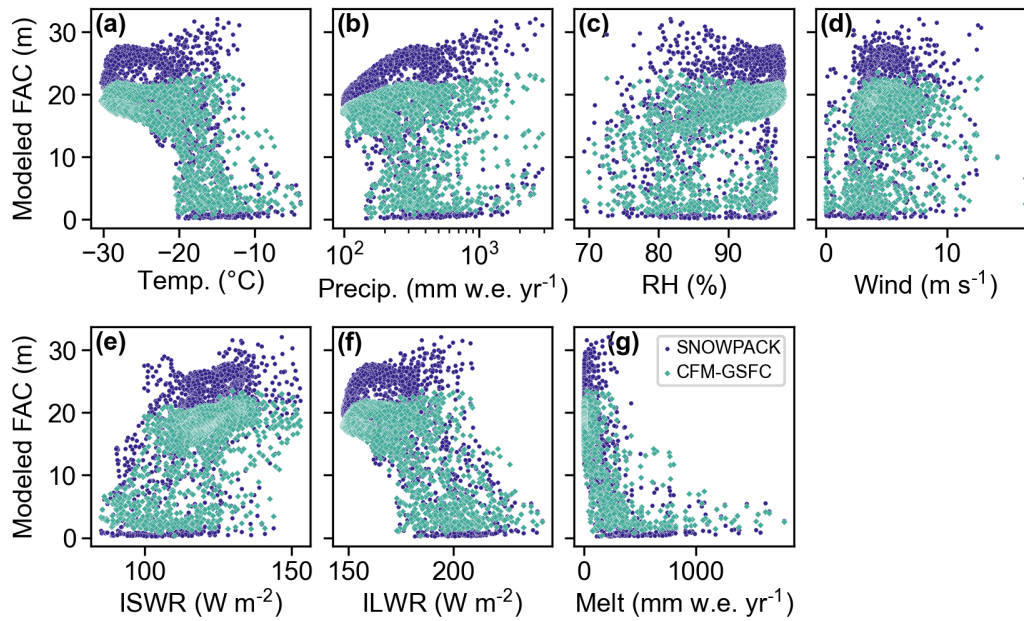 (a) (b) (c) (d)
Modeled FAC (m)
30
20
10
0
−30 −20 −10
Temp. (°C)
10² 10³
Precip. (mm w.e. yr⁻¹)
70 80 90
RH (%)
0 10
Wind (m s⁻¹)
(e) (f) (g)
SNOWPACK
CFM-GSFC
Modeled FAC (m)
30
20
10
0
100 150
ISWR (W m⁻²)
150 200
ILWR (W m⁻²)
0 1000
Melt (mm w.e. yr⁻¹)